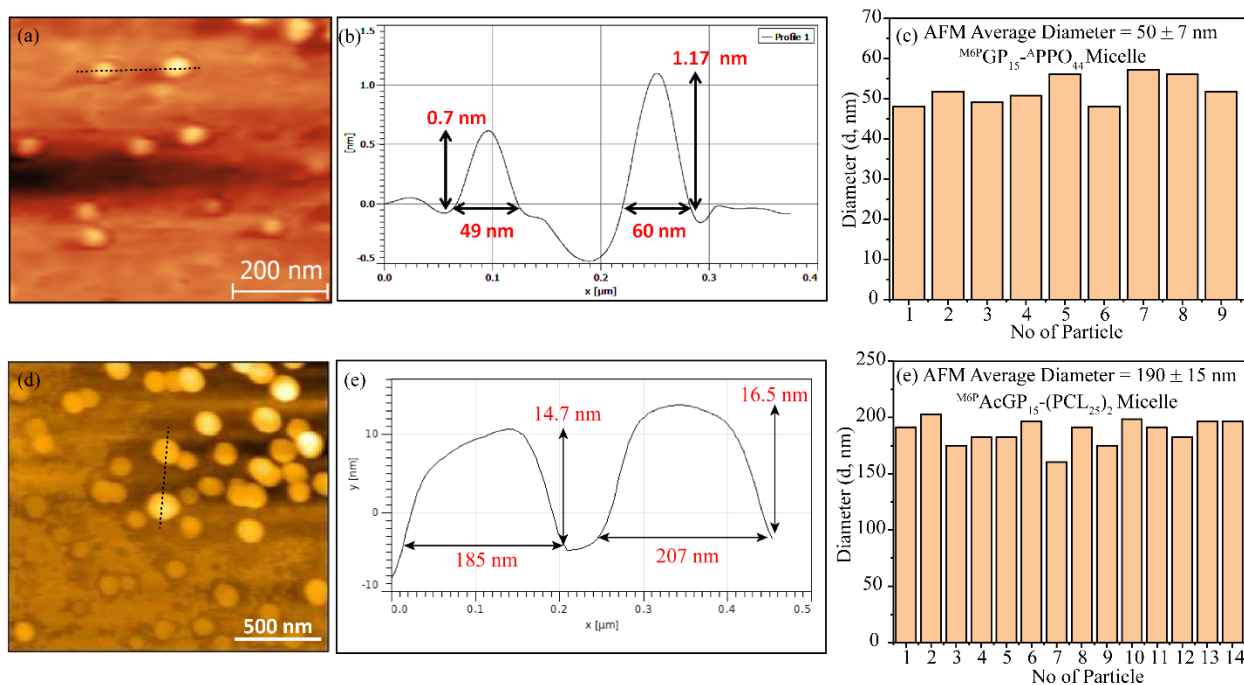 (a)
200 nm
(b)
Profile 1
1.5
1.0
0.5
0.0
-0.5
[nm]
0.7 nm
1.17 nm
49 nm
60 nm
0.0 0.1 0.2 0.3 0.4
x [µm]
(c) AFM Average Diameter = 50 ± 7 nm
M6PGP15-APPO44 Micelle
Diameter (d, nm)
70
60
50
40
30
20
10
0
1 2 3 4 5 6 7 8 9
No of Particle
(d)
500 nm
(e)
14.7 nm
16.5 nm
y [nm]
10
0
-10
185 nm
207 nm
0.0 0.1 0.2 0.3 0.4 0.5
x [µm]
(e) AFM Average Diameter = 190 ± 15 nm
M6PAcGP15-(PCL25)2 Micelle
Diameter (d, nm)
250
200
150
100
50
0
1 2 3 4 5 6 7 8 9 10 11 12 13 14
No of Particle